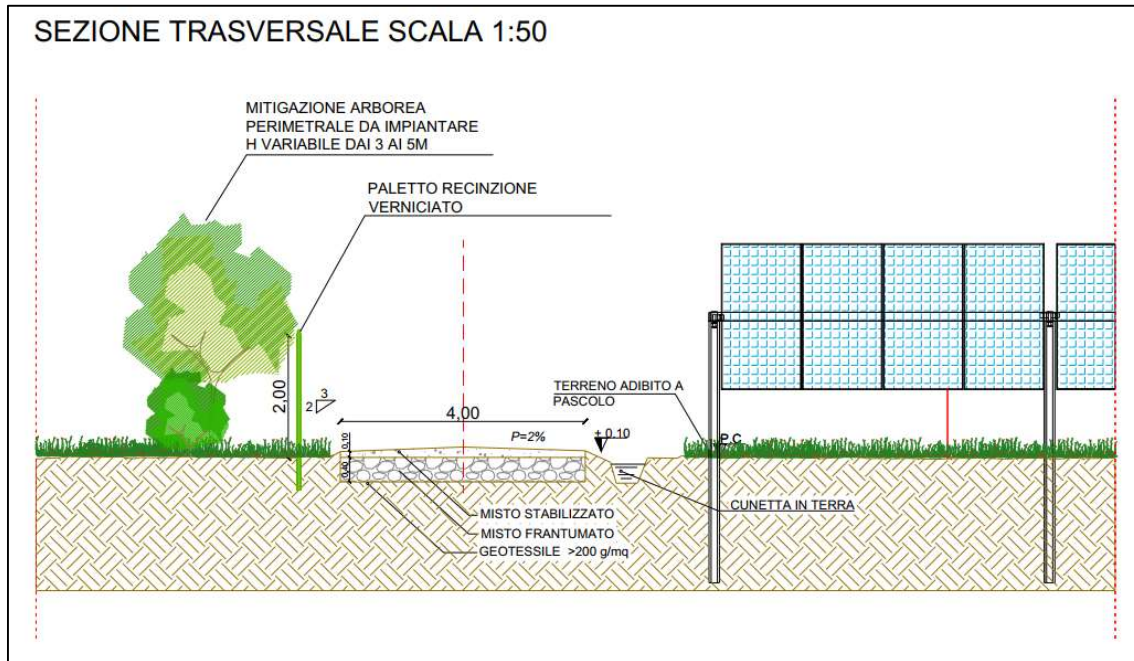 SEZIONE TRASVERSALE SCALA 1:50
MITIGAZIONE ARBOREA
PERIMETRALE DA IMPIANTARE
H VARIABILE DAI 3 AI 5M
PALETTO RECINZIONE
VERNICIATO
2,00
3
2
4,00
P=2%
+ 0.10
TERRENO ADIBITO A
PASCOLO
P.C
0,10
0,40
MISTO STABILIZZATO
MISTO FRANTUMATO
GEOTESSILE >200 g/mq
CUNETTA IN TERRA